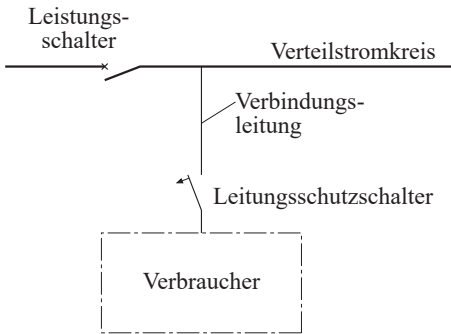 Leistungs-
schalter
Verteilstromkreis
Verbindungs-
leitung
Leitungsschutzschalter
Verbraucher